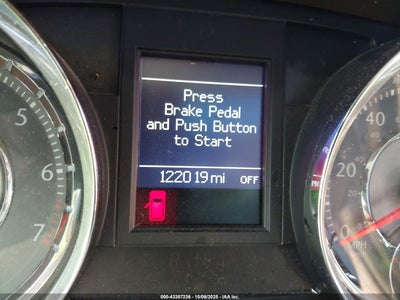 Press
Brake Pedal
and Push Button
to Start
122019 mi OFF
5
6
7
40
20
0
MPH
000-43387236 - 10/08/2025 - IAA Inc.